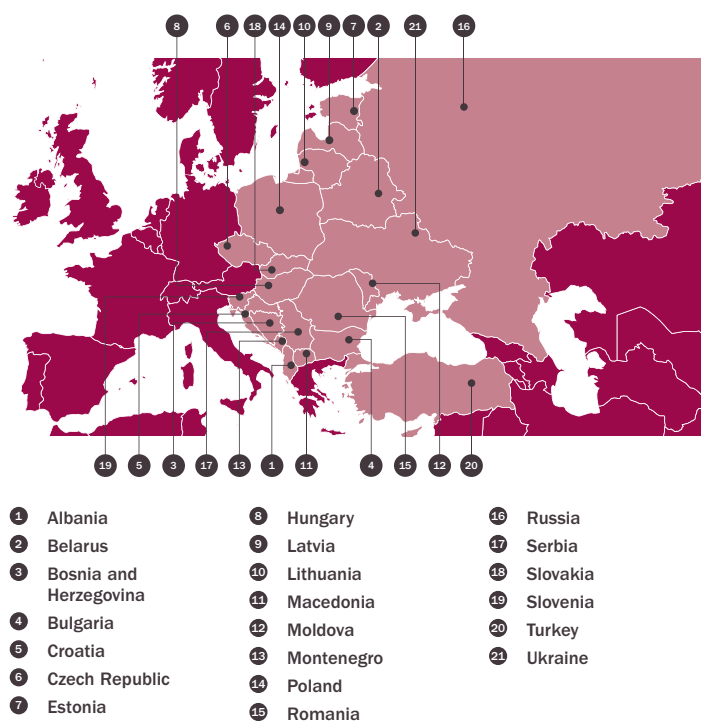 8 6 18 14 10 9 7 2 21 16
19 5 3 17 13 1 11 4 15 12 20
1 Albania
2 Belarus
3 Bosnia and
Herzegovina
4 Bulgaria
5 Croatia
6 Czech Republic
7 Estonia
8 Hungary
9 Latvia
10 Lithuania
11 Macedonia
12 Moldova
13 Montenegro
14 Poland
15 Romania
16 Russia
17 Serbia
18 Slovakia
19 Slovenia
20 Turkey
21 Ukraine